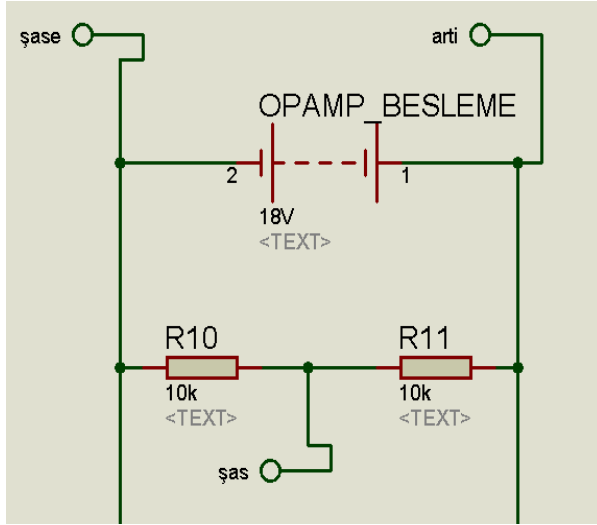 şase
arti
OPAMP_BESLEME
2
1
18V
<TEXT>
R10
R11
10k
10k
<TEXT>
<TEXT>
şas